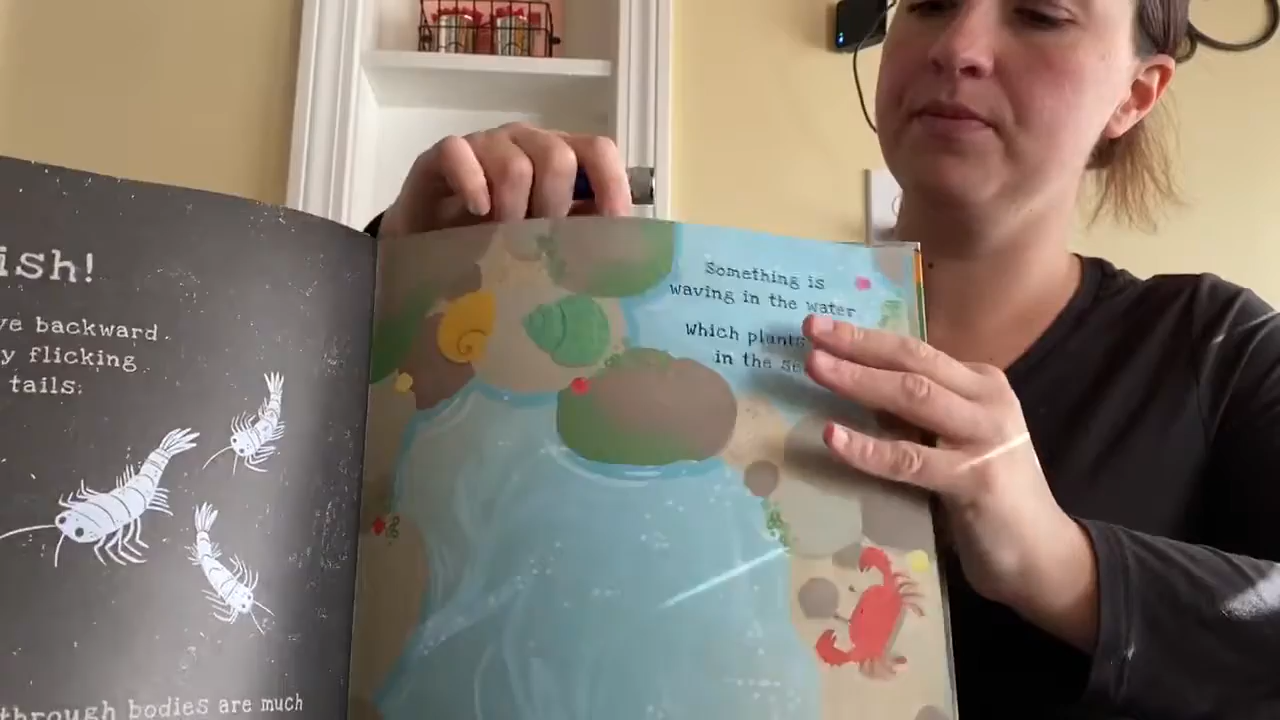 ish!
ve backward
y flicking
tails.
through bodies are much
Something is
waving in the water
Which plants
in the se